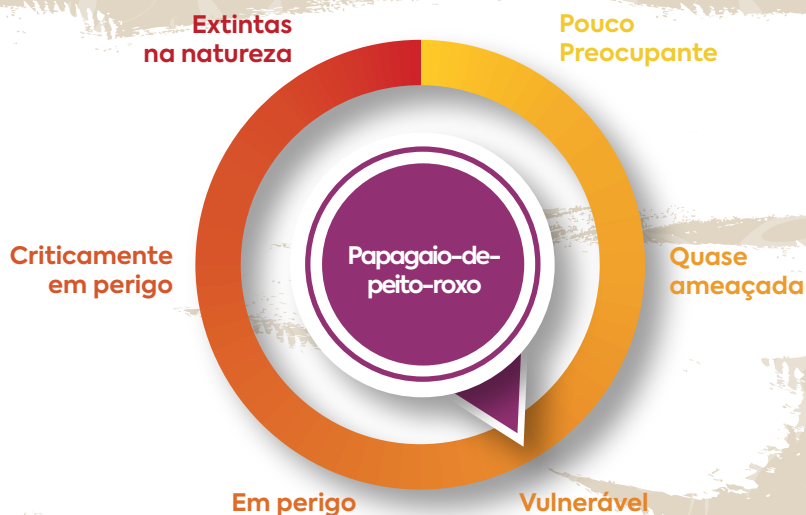 Extintas
na natureza
Pouco
Preocupante
Criticamente
em perigo
Papagaio-de-
peito-roxo
Quase
ameaçada
Em perigo
Vulnerável